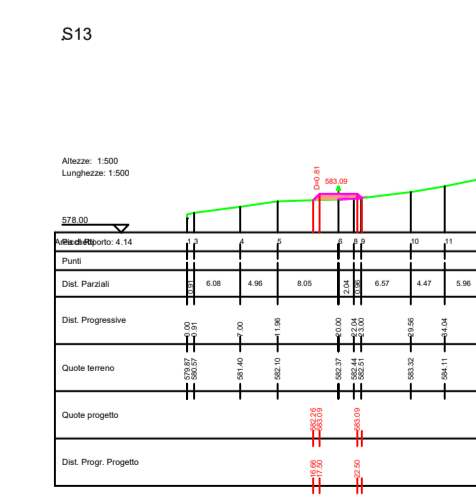 S13
Altezze: 1:500
Lunghezze: 1:500
D=0.81
583.09
578.00
Area di Riporto: 4.14
Picchetti
1 3 4 5 6 8 9 10 11
Punti
Dist. Parziali 0.91 6.08 4.96 8.05 2.04 0.96 6.57 4.47 5.96
Dist. Progressive 0.00 0.91 7.00 11.96 20.00 22.04 23.00 29.56 34.04
Quote terreno 579.87 580.57 581.40 582.10 582.37 582.44 582.51 583.32 584.11
Quote progetto 582.26 583.09 583.09
Dist. Progr. Progetto 16.66 17.50 22.50